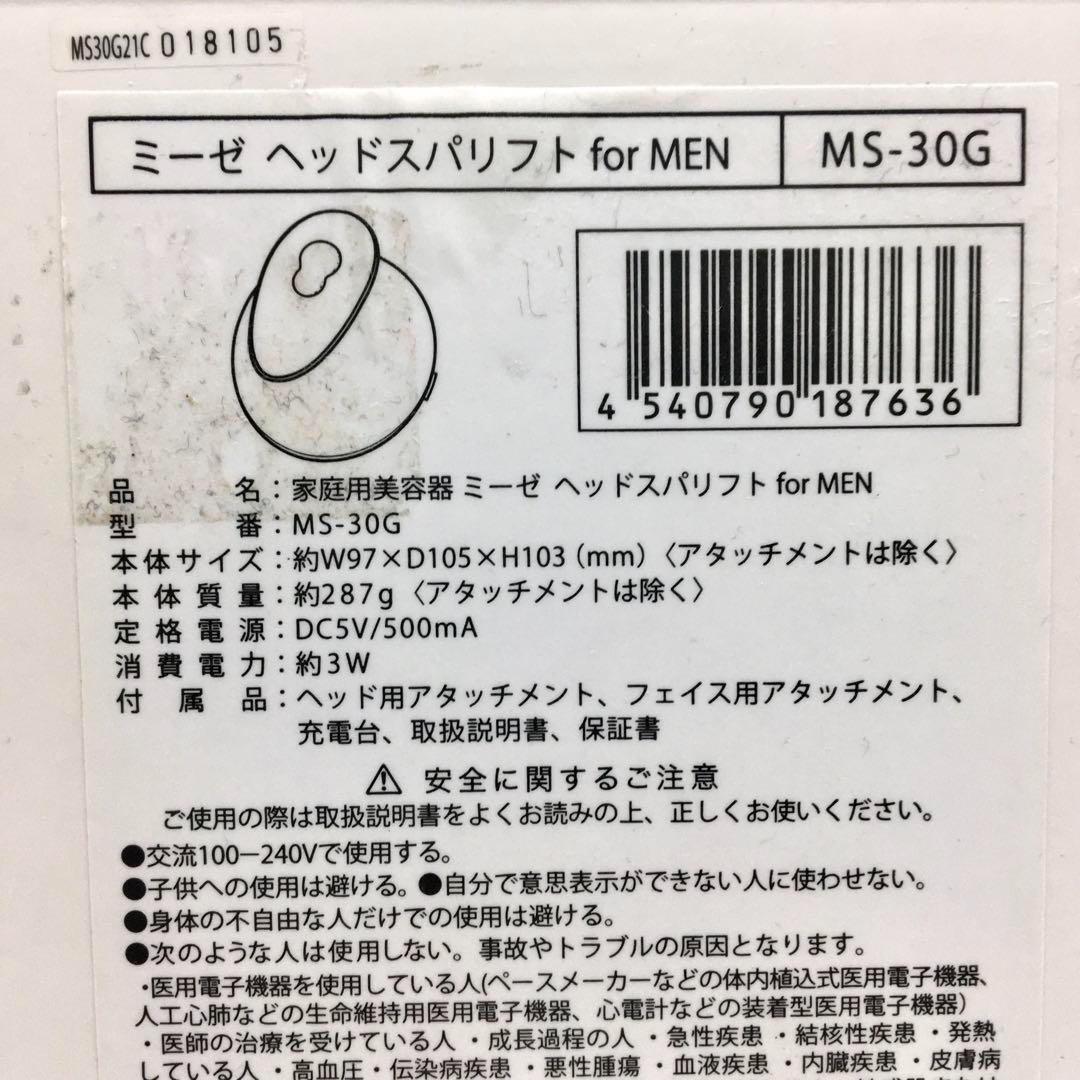 MS30G21C 018105
ミーゼ ヘッドスパリフト for MEN
MS-30G
4 540790 187636
品名：家庭用美容器 ミーゼ ヘッドスパリフト for MEN
型番：MS-30G
本体サイズ：約W97×D105×H103（mm）〈アタッチメントは除く〉
本体質量：約287g〈アタッチメントは除く〉
定格電源：DC5V/500mA
消費電力：約3W
付属品：ヘッド用アタッチメント、フェイス用アタッチメント、
充電台、取扱説明書、保証書
⚠ 安全に関するご注意
ご使用の際は取扱説明書をよくお読みの上、正しくお使いください。
●交流100－240Vで使用する。
●子供への使用は避ける。●自分で意思表示ができない人に使わせない。
●身体の不自由な人だけでの使用は避ける。
●次のような人は使用しない。事故やトラブルの原因となります。
・医用電子機器を使用している人(ペースメーカーなどの体内植込式医用電子機器、
人工心肺などの生命維持用医用電子機器、心電計などの装着型医用電子機器）
・医師の治療を受けている人・成長過程の人・急性疾患・結核性疾患・発熱
している人・高血圧・伝染病疾患・悪性腫瘍・血液疾患・内臓疾患・皮膚病